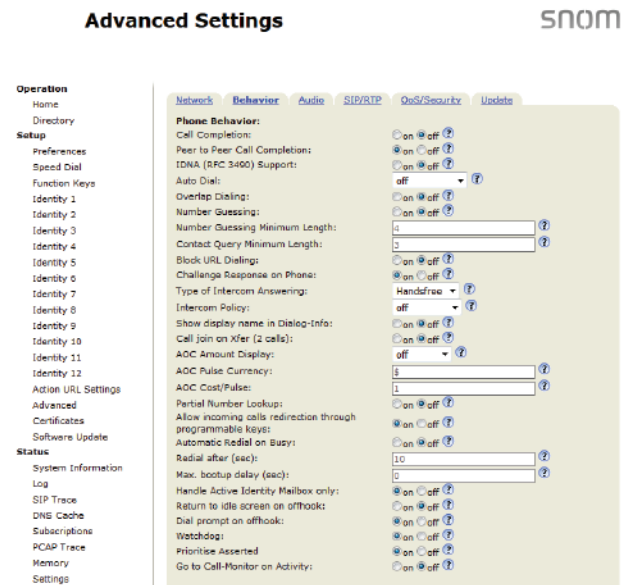 Advanced Settings
snom
Operation
Home
Directory
Setup
Preferences
Speed Dial
Function Keys
Identity 1
Identity 2
Identity 3
Identity 4
Identity 5
Identity 6
Identity 7
Identity 8
Identity 9
Identity 10
Identity 11
Identity 12
Action URL Settings
Advanced
Certificates
Software Update
Status
System Information
Log
SIP Trace
DNS Cache
Subscriptions
PCAP Trace
Memory
Settings
Network Behavior Audio SIP/RTP QoS/Security Update
Phone Behavior:
Call Completion: on off ?
Peer to Peer Call Completion: on off ?
IDNA (RFC 3490) Support: on off ?
Auto Dial: off ?
Overlap Dialing: on off ?
Number Guessing: on off ?
Number Guessing Minimum Length: 4 ?
Contact Query Minimum Length: 3 ?
Block URL Dialing: on off ?
Challenge Response on Phone: on off ?
Type of Intercom Answering: Handsfree ?
Intercom Policy: off ?
Show display name in Dialog-Info: on off ?
Call join on Xfer (2 calls): on off ?
AOC Amount Display: off ?
AOC Pulse Currency: $ ?
AOC Cost/Pulse: 1 ?
Partial Number Lookup: on off ?
Allow incoming calls redirection through
programmable keys: on off ?
Automatic Redial on Busy: on off ?
Redial after (sec): 10 ?
Max. bootup delay (sec): 0 ?
Handle Active Identity Mailbox only: on off ?
Return to idle screen on offhook: on off ?
Dial prompt on offhook: on off ?
Watchdog: on off ?
Prioritise Asserted on off ?
Go to Call-Monitor on Activity: on off ?